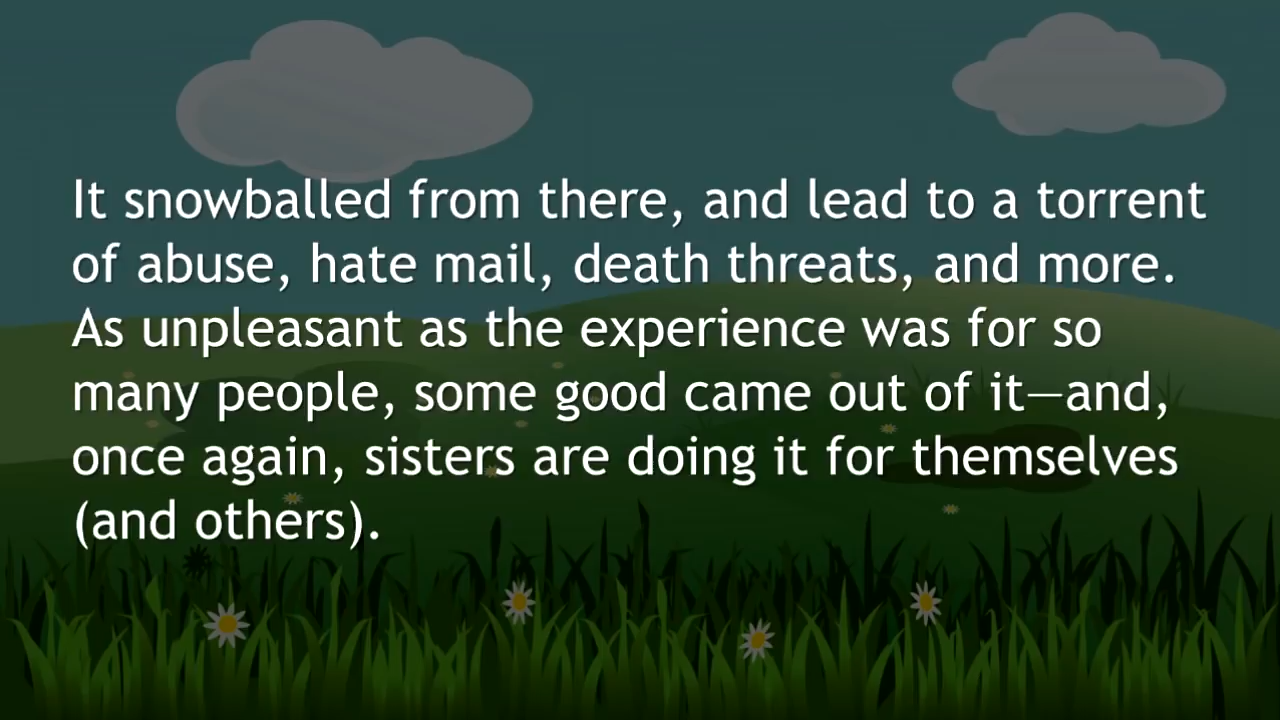 It snowballed from there, and lead to a torrent
of abuse, hate mail, death threats, and more.
As unpleasant as the experience was for so
many people, some good came out of it—and,
once again, sisters are doing it for themselves
(and others).